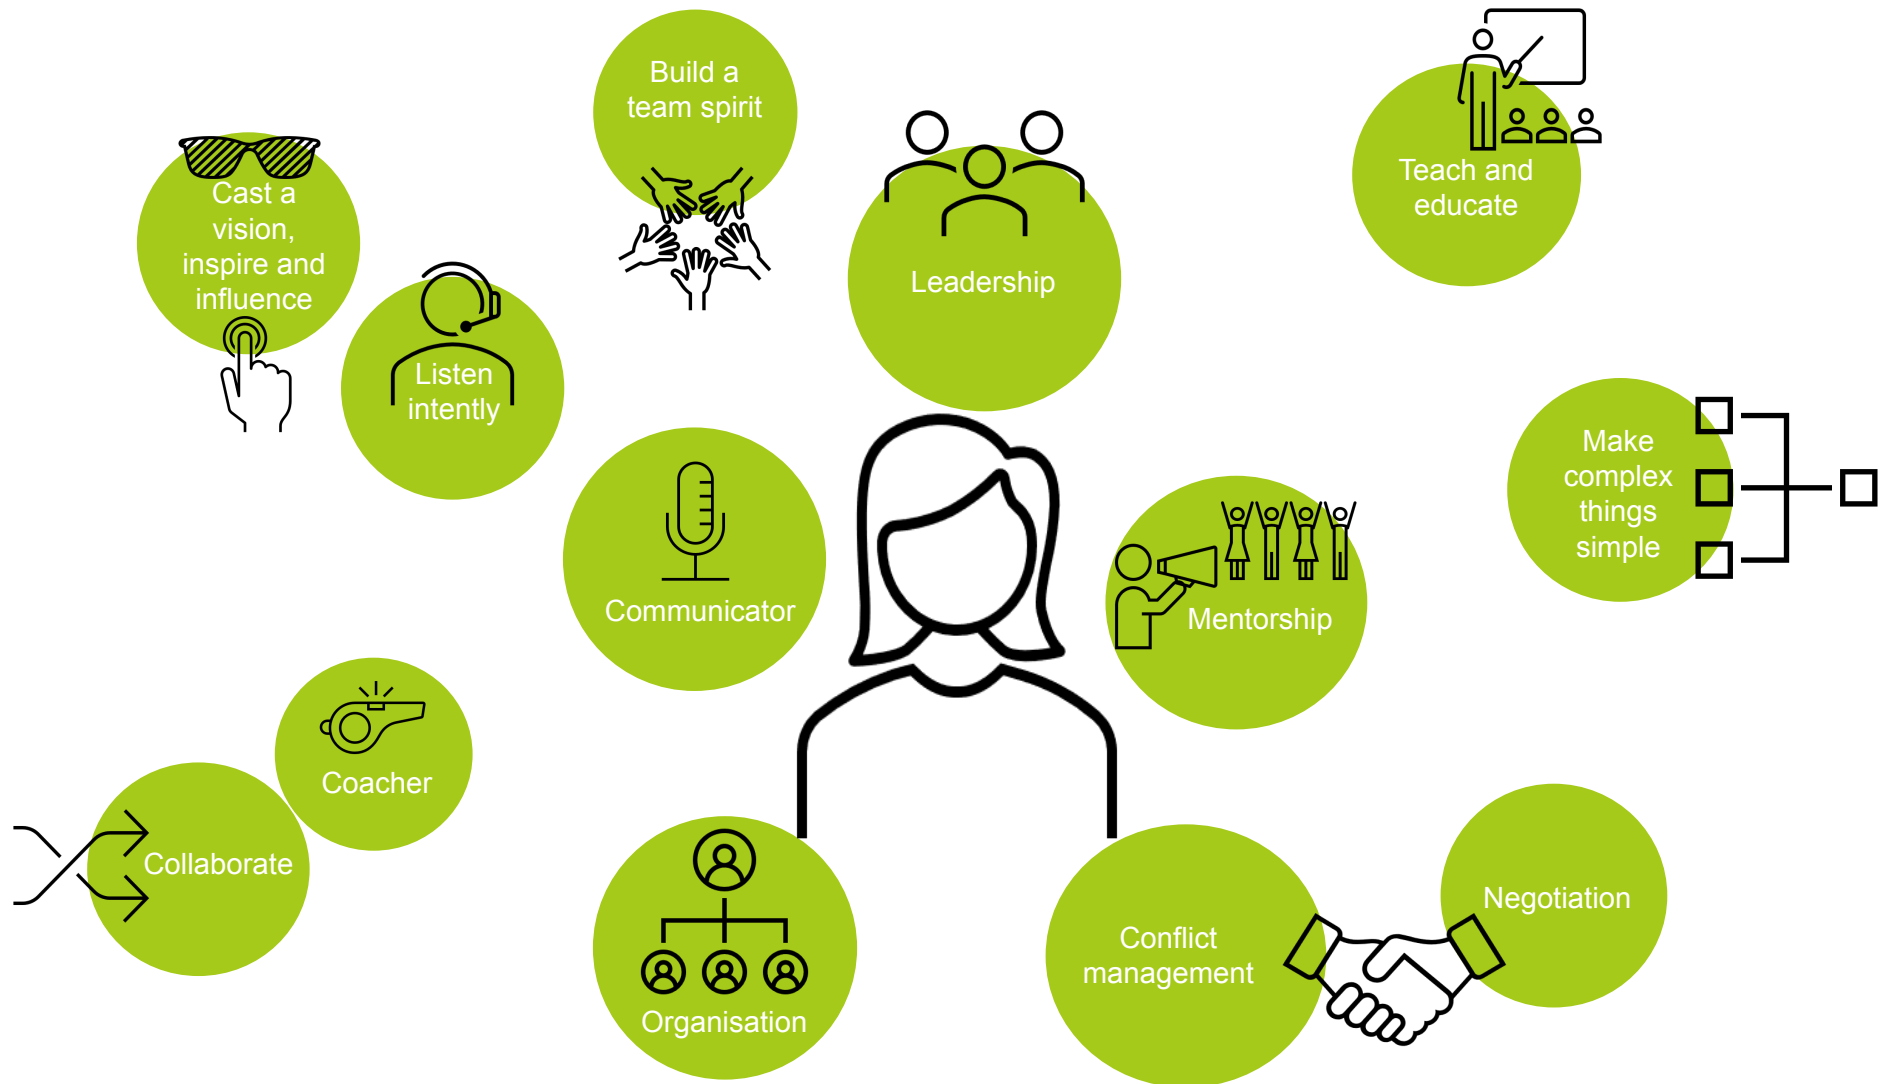 Build a
team spirit
Teach and
educate
Cast a
vision,
inspire and
influence
Leadership
Listen
intently
Make
complex
things
simple
Communicator
Mentorship
Coacher
Collaborate
Negotiation
Conflict
management
Organisation